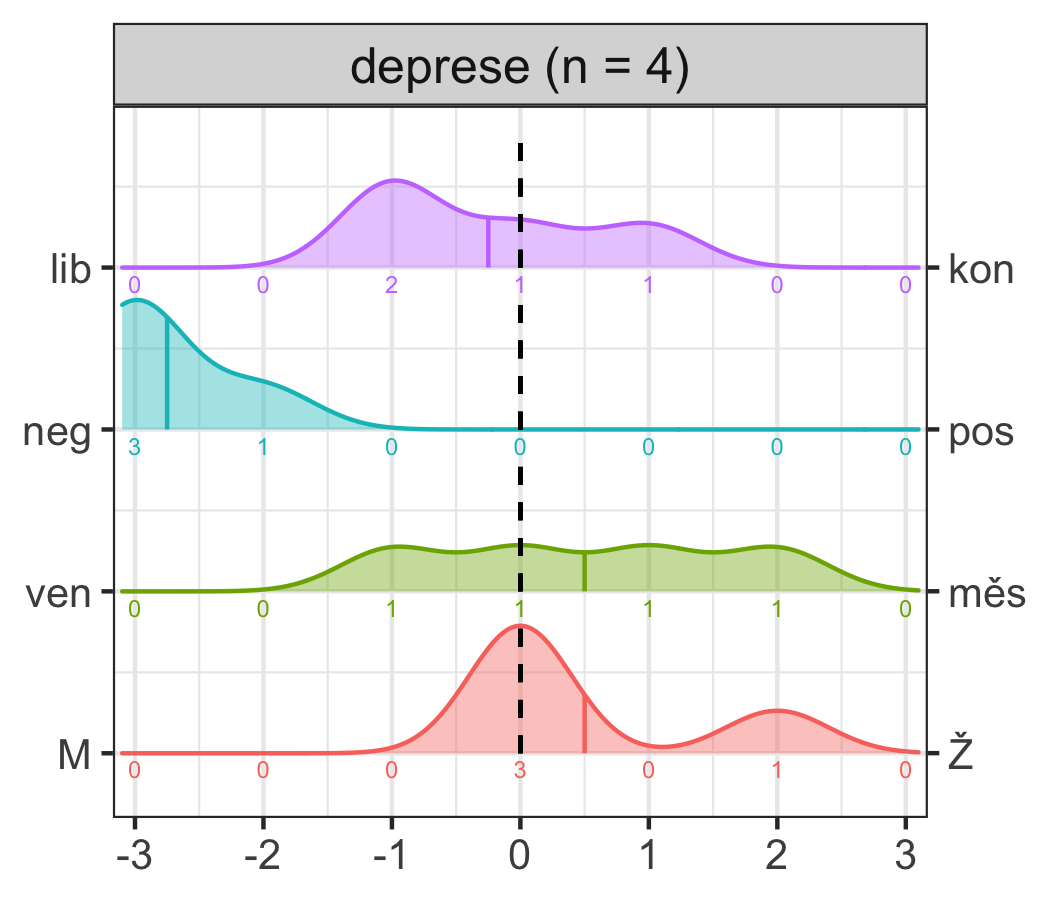 deprese (n = 4)
lib kon
0 0 2 1 1 0 0
neg pos
3 1 0 0 0 0 0
ven měs
0 0 1 1 1 1 0
M Ž
0 0 0 3 0 1 0
-3 -2 -1 0 1 2 3